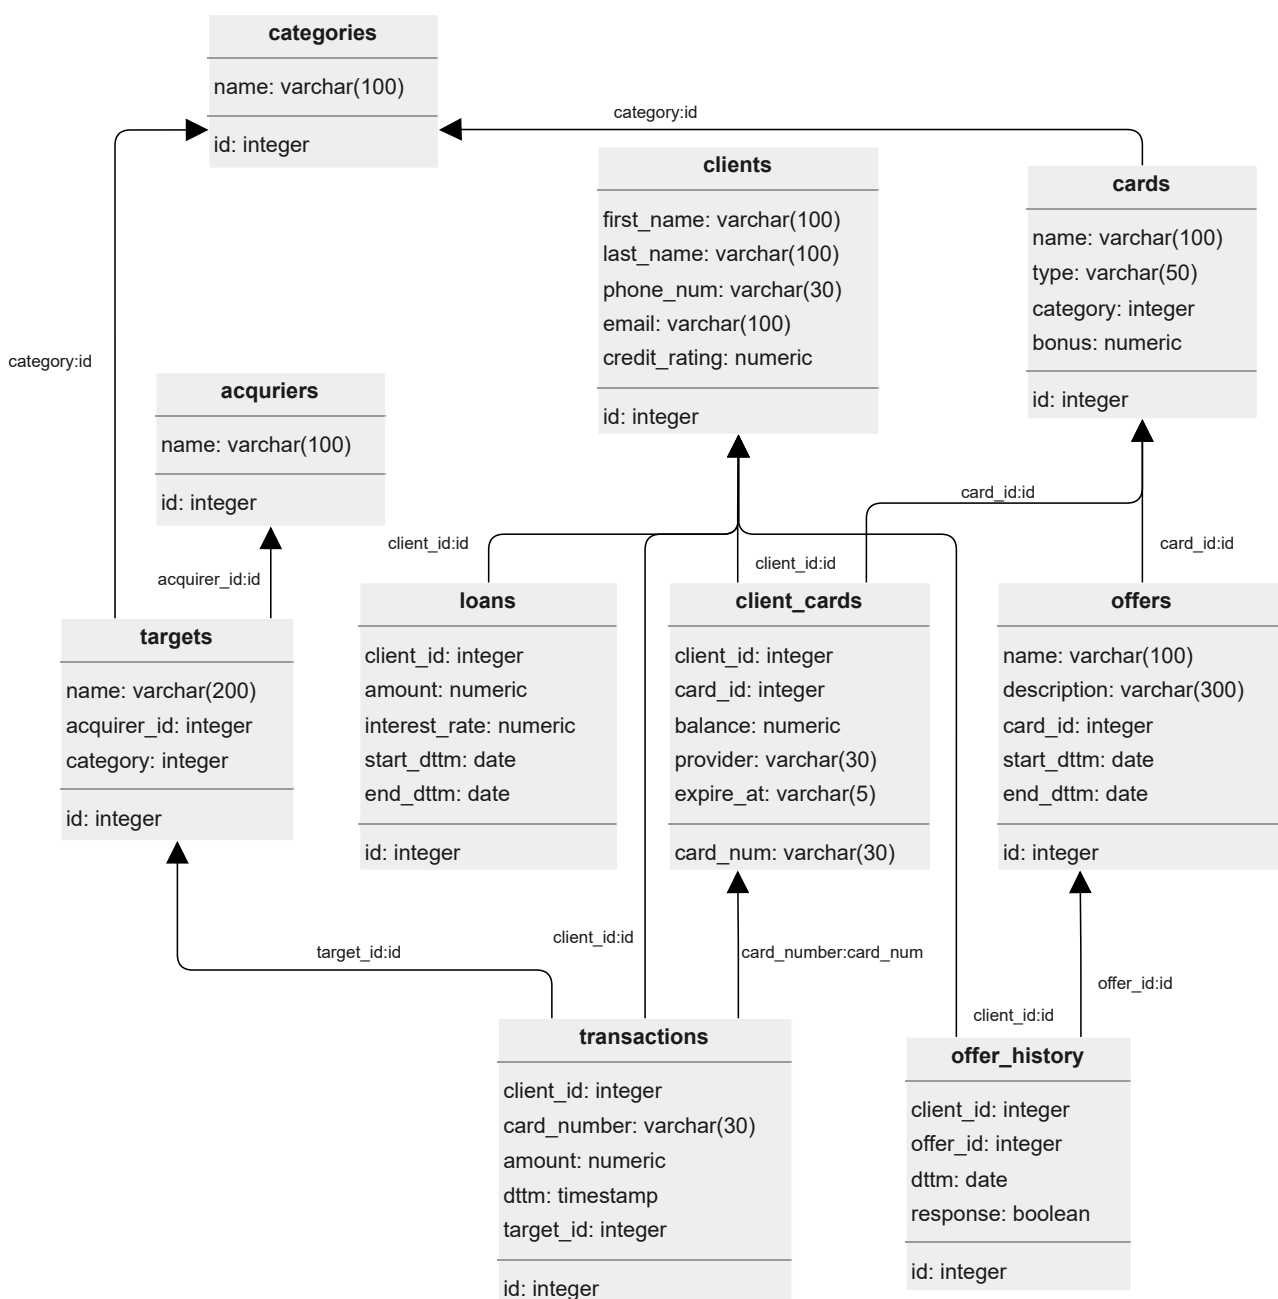 categories
name: varchar(100)
id: integer
category:id
clients
first_name: varchar(100)
last_name: varchar(100)
phone_num: varchar(30)
email: varchar(100)
credit_rating: numeric
id: integer
cards
name: varchar(100)
type: varchar(50)
category: integer
bonus: numeric
id: integer
category:id
acquriers
name: varchar(100)
id: integer
card_id:id
client_id:id
client_id:id
card_id:id
acquirer_id:id
targets
name: varchar(200)
acquirer_id: integer
category: integer
id: integer
loans
client_id: integer
amount: numeric
interest_rate: numeric
start_dttm: date
end_dttm: date
id: integer
client_cards
client_id: integer
card_id: integer
balance: numeric
provider: varchar(30)
expire_at: varchar(5)
card_num: varchar(30)
offers
name: varchar(100)
description: varchar(300)
card_id: integer
start_dttm: date
end_dttm: date
id: integer
target_id:id
client_id:id
card_number:card_num
offer_id:id
client_id:id
transactions
client_id: integer
card_number: varchar(30)
amount: numeric
dttm: timestamp
target_id: integer
id: integer
offer_history
client_id: integer
offer_id: integer
dttm: date
response: boolean
id: integer